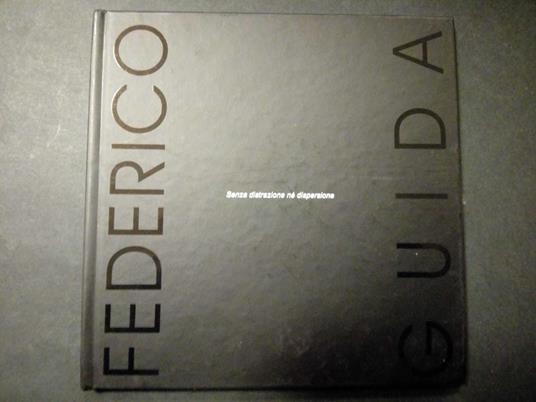 FEDERICO
Senza distrazione né dispersione
GUIDA